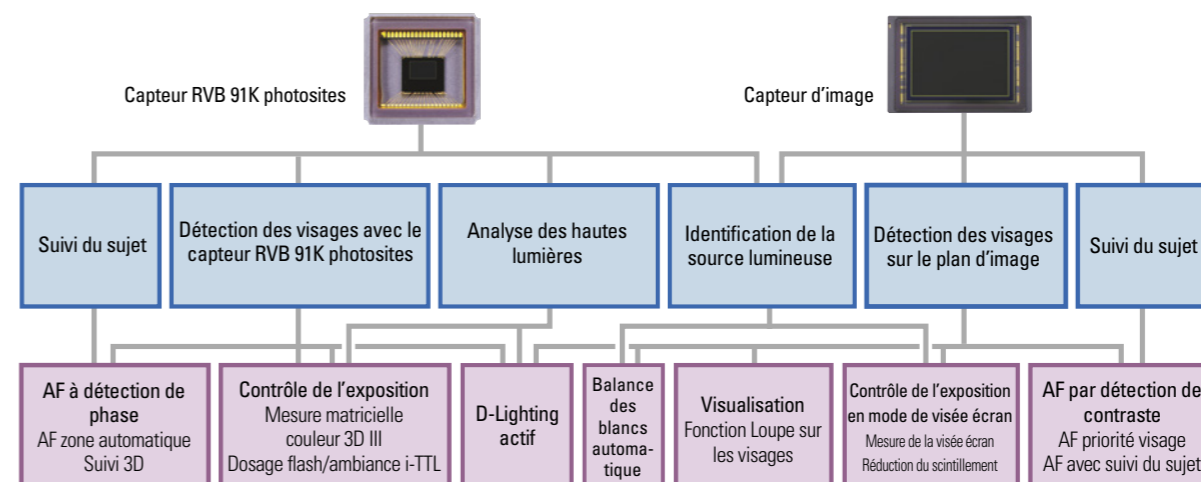 Capteur RVB 91K photosites
Capteur d'image
Suivi du sujet
Détection des visages avec le
capteur RVB 91K photosites
Analyse des hautes
lumières
Identification de la
source lumineuse
Détection des visages
sur le plan d'image
Suivi du sujet
AF à détection de
phase
AF zone automatique
Suivi 3D
Contrôle de l'exposition
Mesure matricielle
couleur 3D III
Dosage flash/ambiance i-TTL
D-Lighting
actif
Balance
des
blancs
automa-
tique
Visualisation
Fonction Loupe sur
les visages
Contrôle de l'exposition
en mode de visée écran
Mesure de la visée écran
Réduction du scintillement
AF par détection de
contraste
AF priorité visage
AF avec suivi du sujet